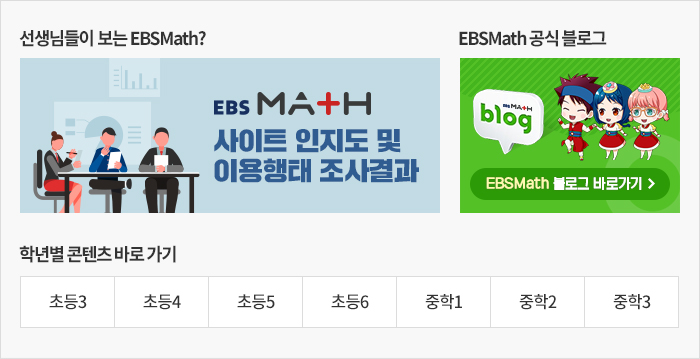 선생님들이 보는 EBSMath?
EBS MATH
사이트 인지도 및
이용행태 조사결과
EBSMath 공식 블로그
EBS MATH
blog
EBSMath 블로그 바로가기 >
학년별 콘텐츠 바로 가기
초등3 초등4 초등5 초등6 중학1 중학2 중학3